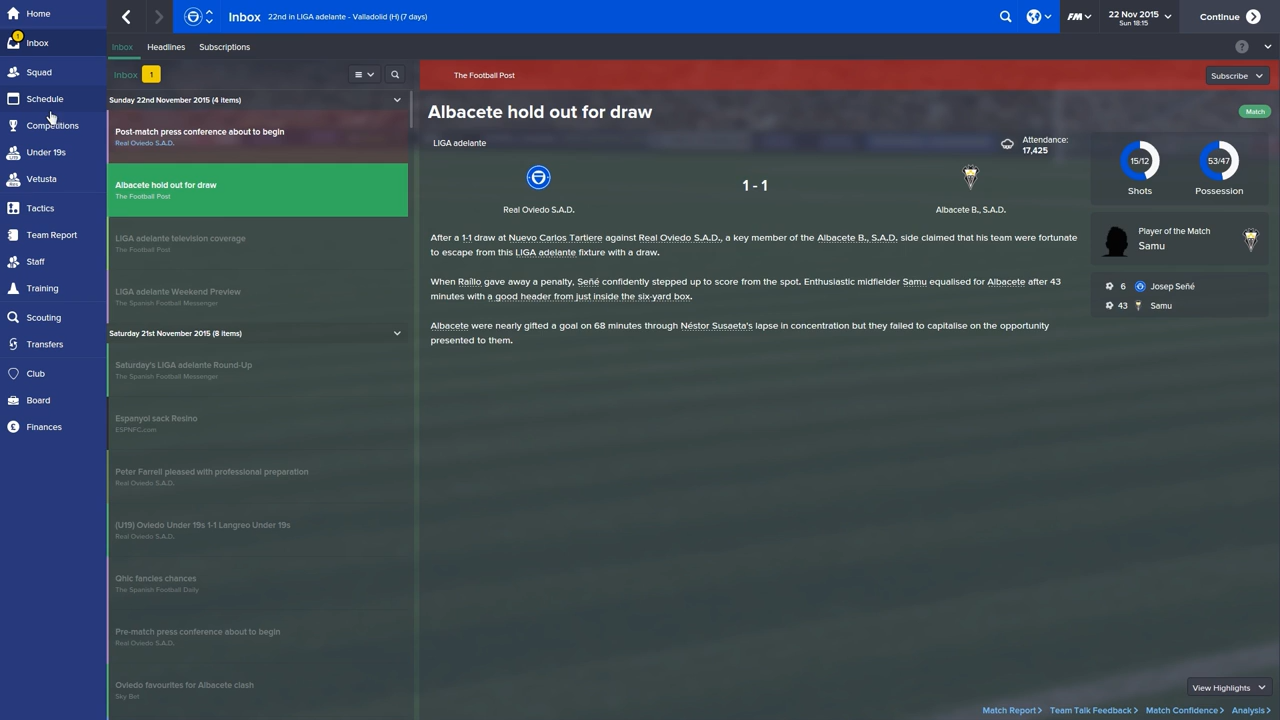 Home
Inbox
1
Squad
Schedule
Competitions
Under 19s
Vetusta
Tactics
Team Report
Staff
Training
Scouting
Transfers
Club
Board
Finances
Inbox 22nd in LIGA adelante - Valladolid (H) (7 days)
FM
22 Nov 2015
Sun 18:15
Continue
Inbox Headlines Subscriptions
Inbox 1
Sunday 22nd November 2015 (4 items)
Post-match press conference about to begin
Real Oviedo S.A.D.
Albacete hold out for draw
The Football Post
LIGA adelante television coverage
The Football Post
LIGA adelante Weekend Preview
The Spanish Football Messenger
Saturday 21st November 2015 (8 items)
Saturday's LIGA adelante Round-Up
The Spanish Football Messenger
Espanyol sack Resino
ESPNFC.com
Peter Farrell pleased with professional preparation
Real Oviedo S.A.D.
(U19) Oviedo Under 19s 1-1 Langreo Under 19s
Real Oviedo S.A.D.
Qhic fancies chances
The Spanish Football Daily
Pre-match press conference about to begin
Real Oviedo S.A.D.
Oviedo favourites for Albacete clash
Sky Bet
The Football Post
Subscribe
Albacete hold out for draw
Match
LIGA adelante
Attendance:
17,425
1 - 1
Real Oviedo S.A.D.
Albacete B., S.A.D.
After a 1-1 draw at Nuevo Carlos Tartiere against Real Oviedo S.A.D., a key member of the Albacete B., S.A.D. side claimed that his team were fortunate
to escape from this LIGA adelante fixture with a draw.
When Raíllo gave away a penalty, Señé confidently stepped up to score from the spot. Enthusiastic midfielder Samu equalised for Albacete after 43
minutes with a good header from just inside the six-yard box.
Albacete were nearly gifted a goal on 68 minutes through Néstor Susaeta's lapse in concentration but they failed to capitalise on the opportunity
presented to them.
15/12
Shots
53/47
Possession
Player of the Match
Samu
6 Josep Señé
43 Samu
View Highlights
Match Report Team Talk Feedback Match Confidence Analysis